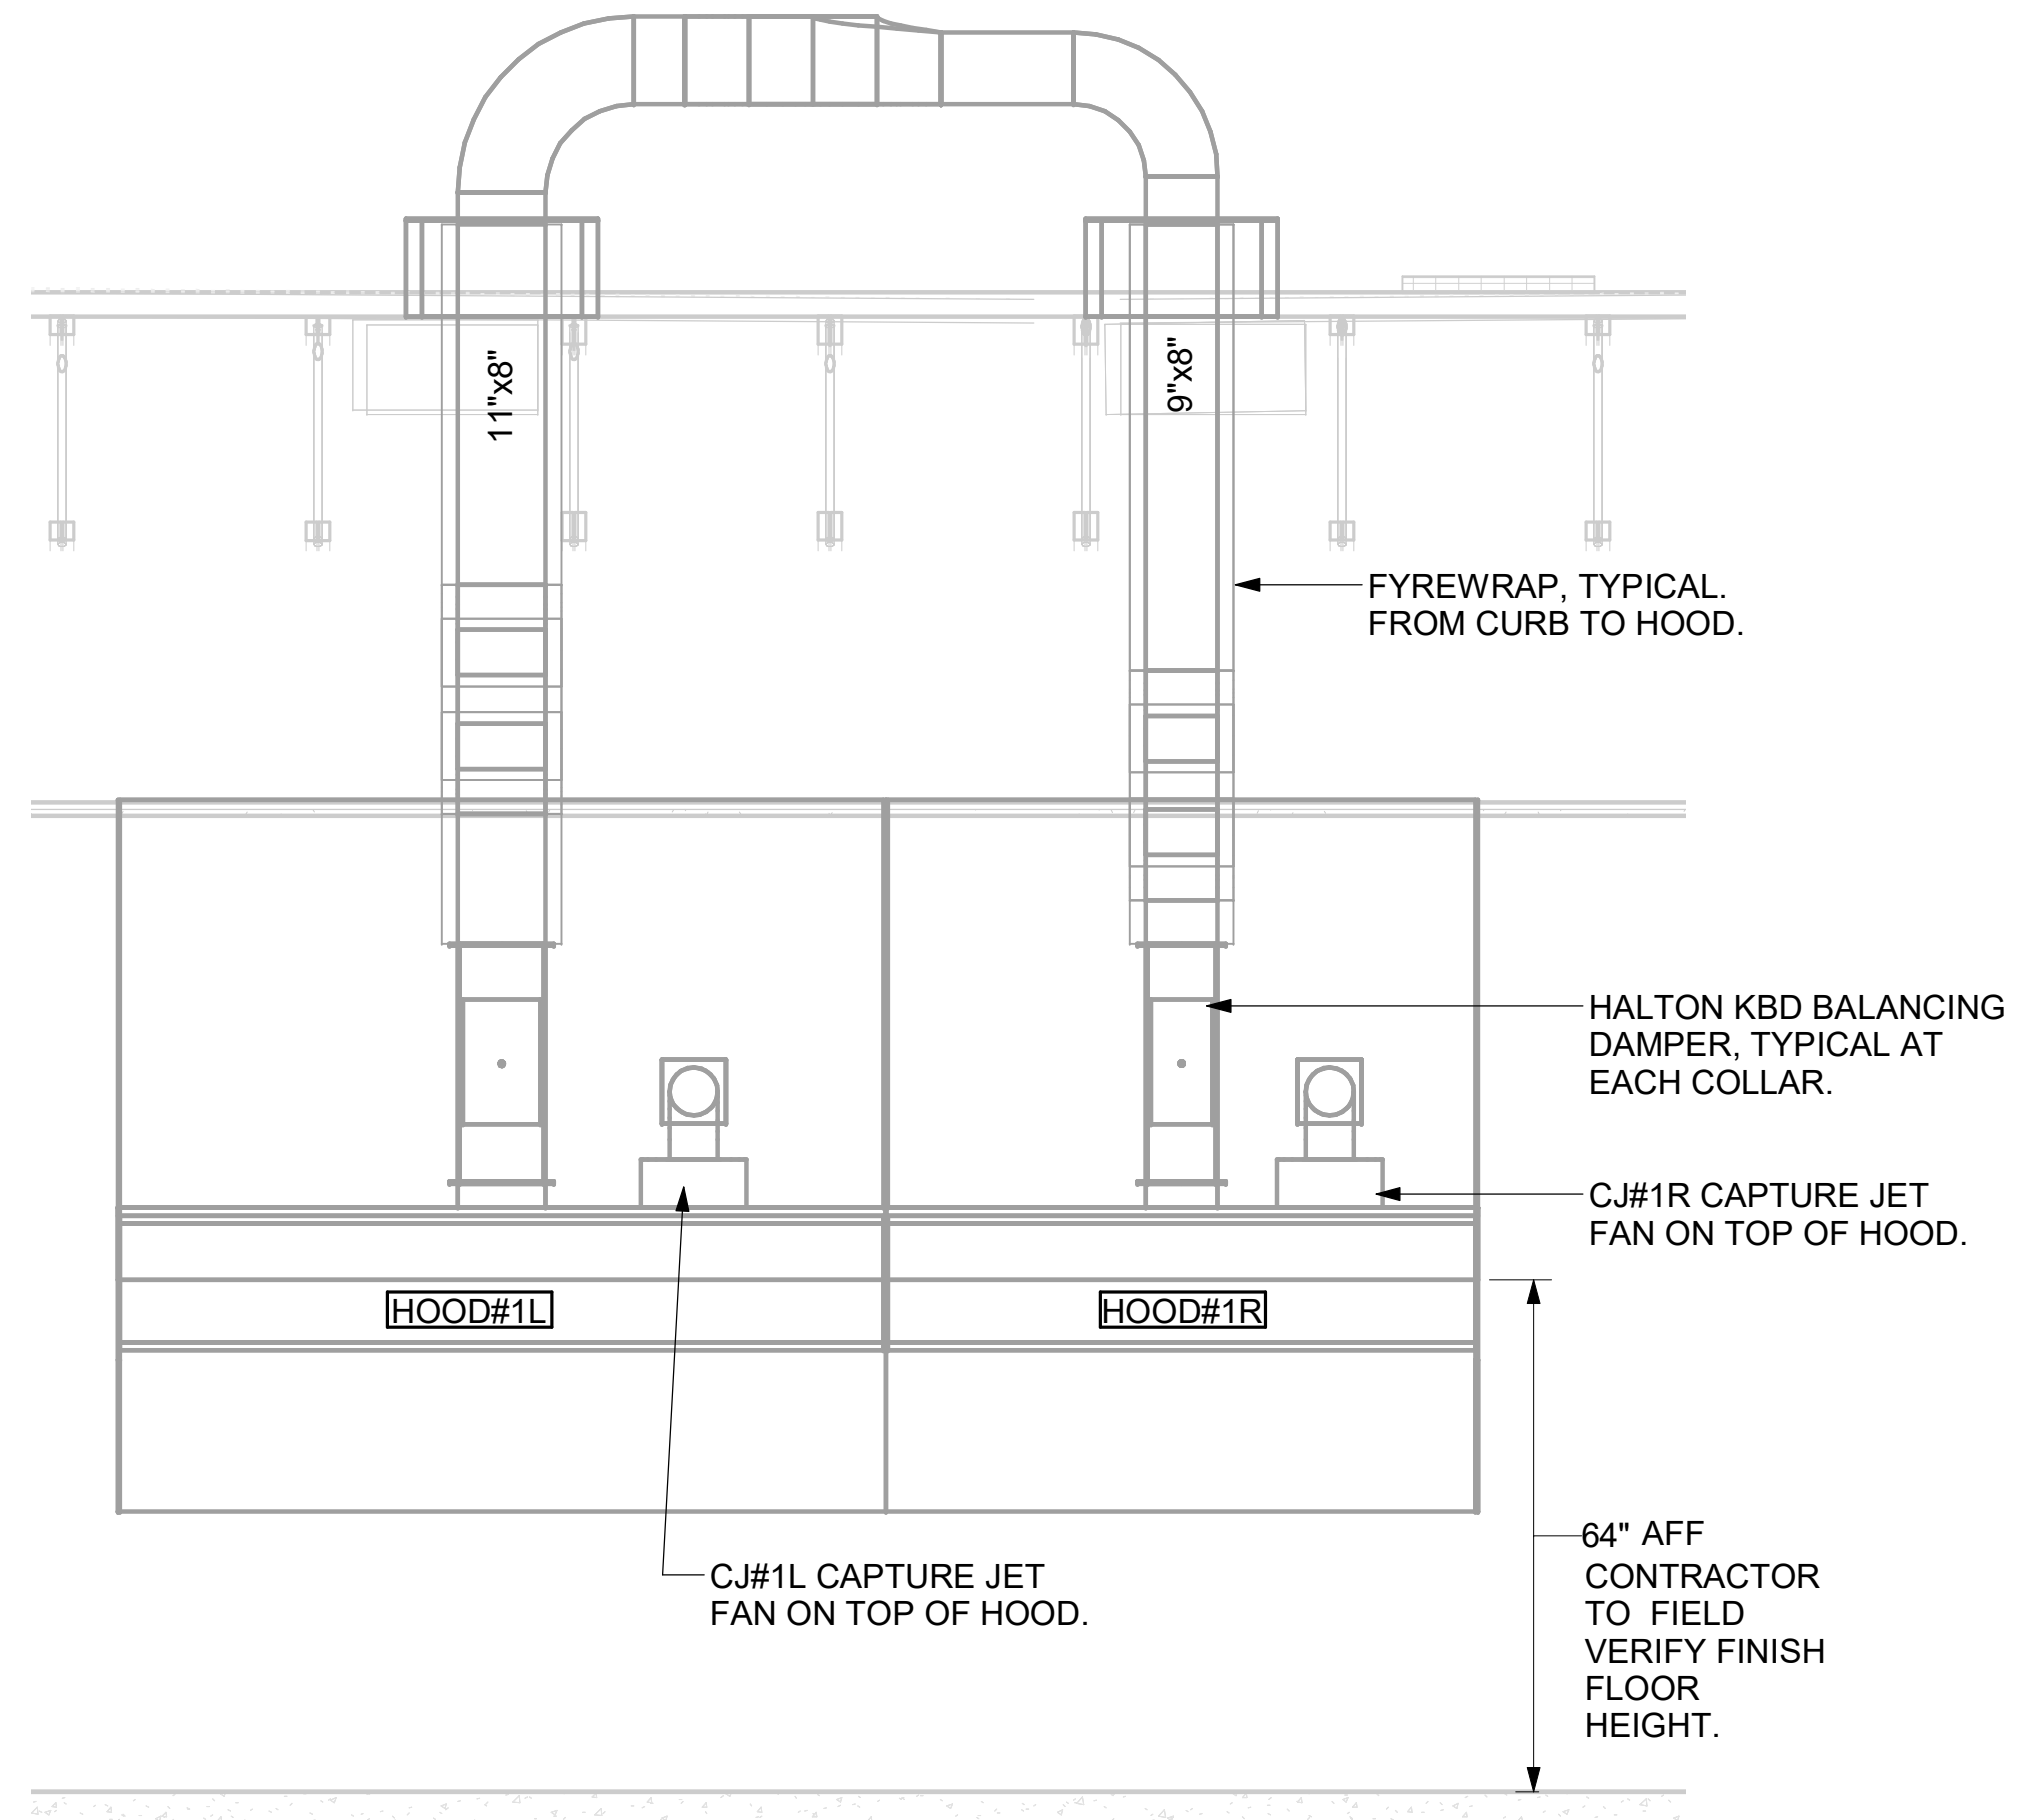 11"x8"
9"x8"
FYREWRAP, TYPICAL.
FROM CURB TO HOOD.
HALTON KBD BALANCING
DAMPER, TYPICAL AT
EACH COLLAR.
CJ#1R CAPTURE JET
FAN ON TOP OF HOOD.
HOOD#1L
HOOD#1R
CJ#1L CAPTURE JET
FAN ON TOP OF HOOD.
64" AFF
CONTRACTOR
TO FIELD
VERIFY FINISH
FLOOR
HEIGHT.